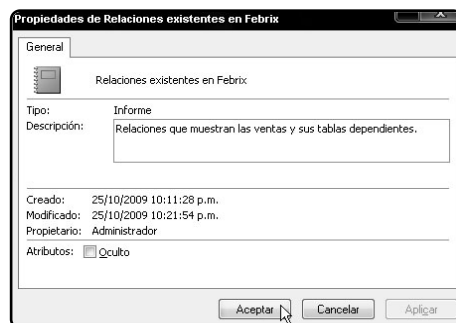 Propiedades de Relaciones existentes en Febrix
General
Relaciones existentes en Febrix
Tipo: Informe
Descripción: Relaciones que muestran las ventas y sus tablas dependientes.
Creado: 25/10/2009 10:11:28 p.m.
Modificado: 25/10/2009 10:21:54 p.m.
Propietario: Administrador
Atributos: Oculto
Aceptar Cancelar Aplicar